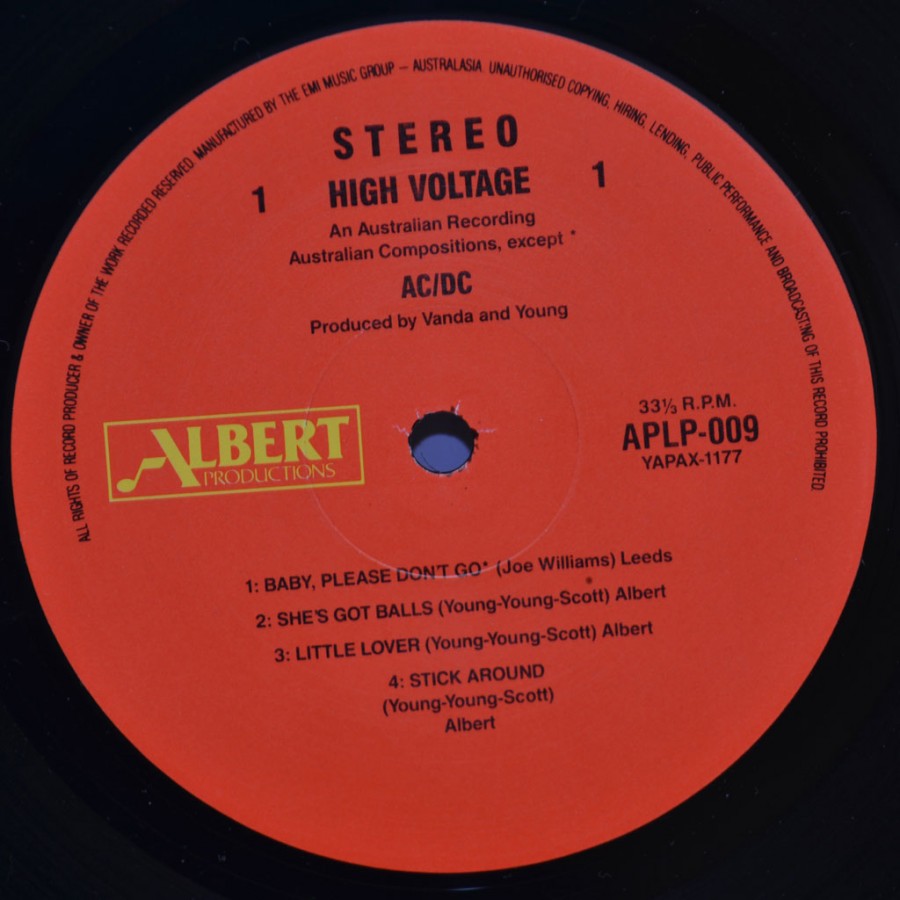 ALL RIGHTS OF RECORD PRODUCER & OWNER OF THE WORK RECORDED RESERVED. MANUFACTURED BY THE EMI MUSIC GROUP – AUSTRALASIA. UNAUTHORISED COPYING, HIRING, LENDING, PUBLIC PERFORMANCE AND BROADCASTING OF THIS RECORD PROHIBITED
STEREO
1 HIGH VOLTAGE 1
An Australian Recording
Australian Compositions, except *
AC/DC
Produced by Vanda and Young
ALBERT
PRODUCTIONS
33⅓ R.P.M.
APLP-009
YAPAX-1177
1: BABY, PLEASE DON'T GO* (Joe Williams) Leeds
2: SHE'S GOT BALLS (Young-Young-Scott) Albert
3: LITTLE LOVER (Young-Young-Scott) Albert
4: STICK AROUND
(Young-Young-Scott)
Albert